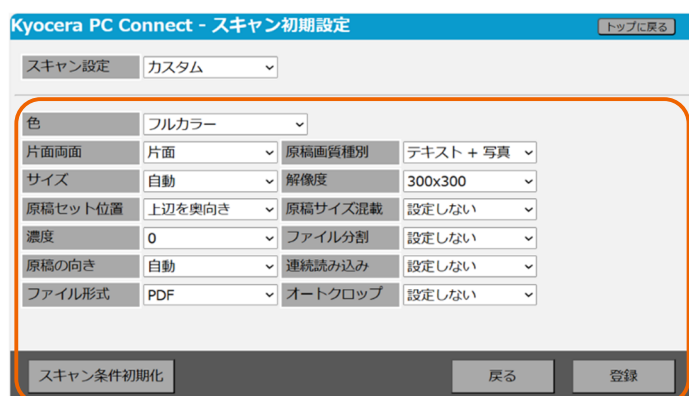 Kyocera PC Connect - スキャン初期設定 トップに戻る
スキャン設定 カスタム
色 フルカラー
片面両面 片面 原稿画質種別 テキスト + 写真
サイズ 自動 解像度 300x300
原稿セット位置 上辺を奥向き 原稿サイズ混載 設定しない
濃度 0 ファイル分割 設定しない
原稿の向き 自動 連続読み込み 設定しない
ファイル形式 PDF オートクロップ 設定しない
スキャン条件初期化 戻る 登録